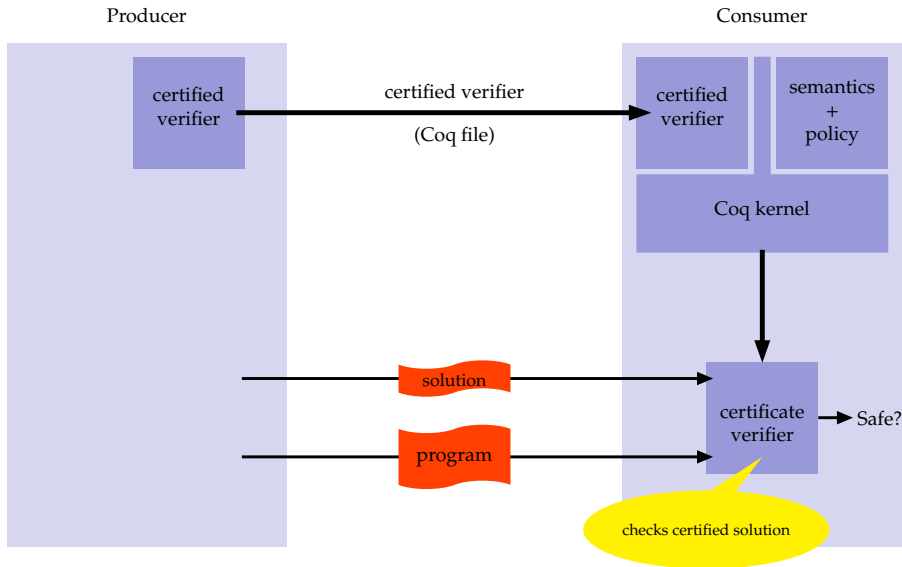 Producer
Consumer
certified
verifier
certified verifier
(Coq file)
certified
verifier
semantics
+
policy
Coq kernel
solution
program
certificate
verifier
Safe?
checks certified solution